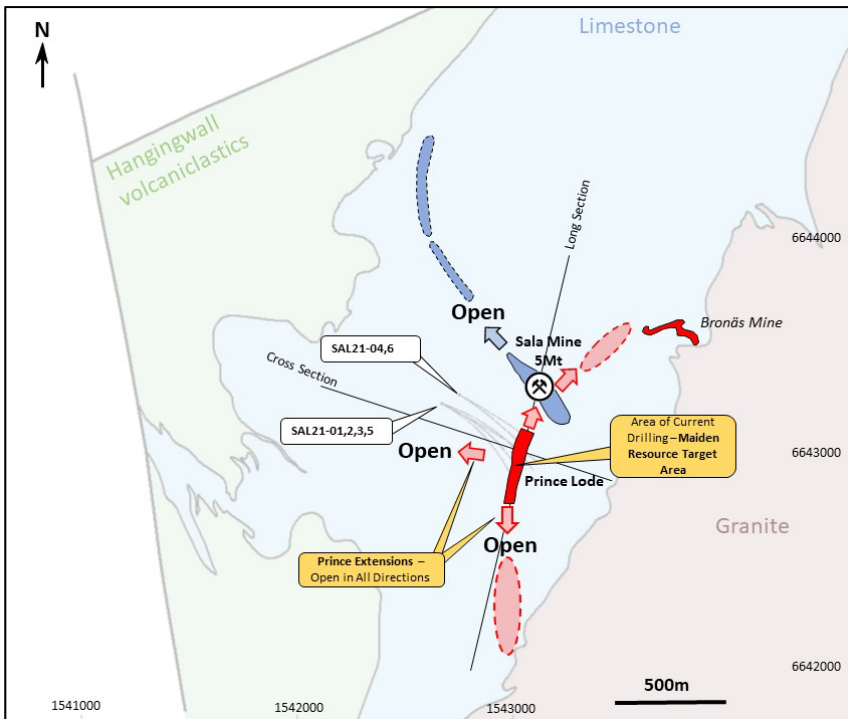 N
Limestone
Hangingwall
volcaniclastics
Long Section
6644000
Open
Bronäs Mine
Sala Mine
5Mt
SAL21-04,6
Cross Section
SAL21-01,2,3,5
Open
Area of Current
Drilling – Maiden
Resource Target
Area
6643000
Prince Lode
Granite
Open
Prince Extensions –
Open in All Directions
6642000
500m
1541000
1542000
1543000